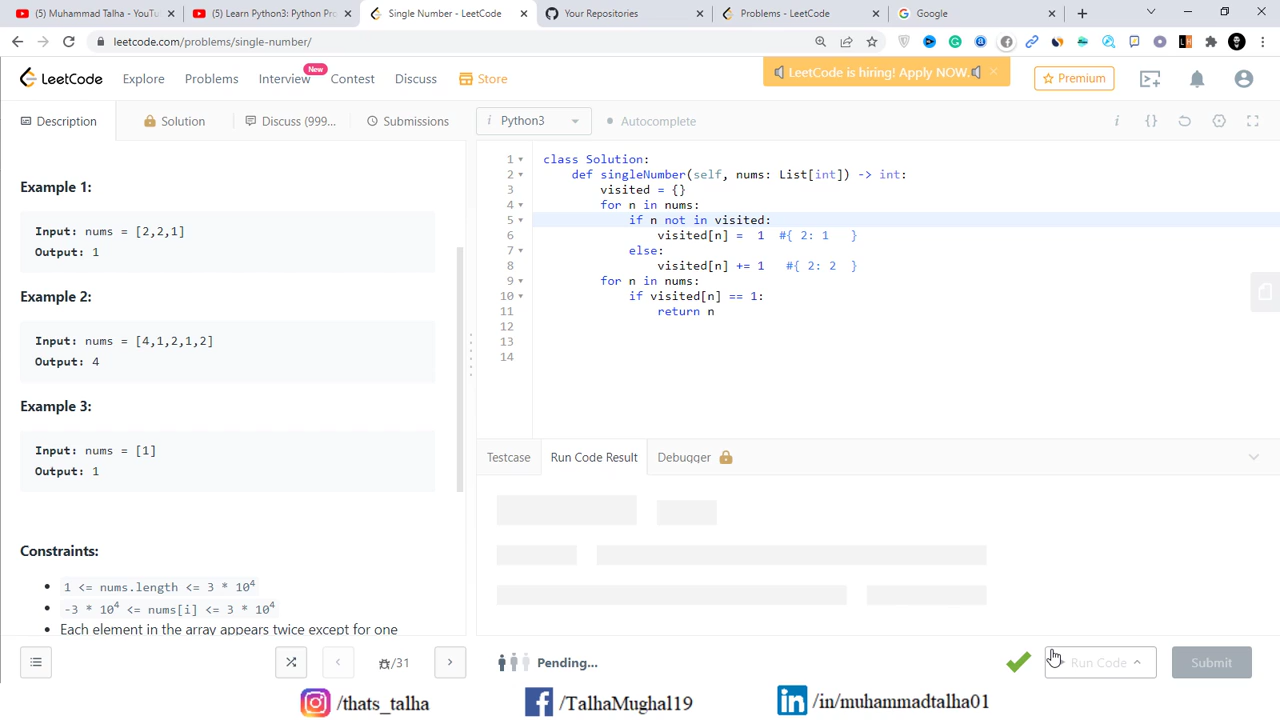 (5) Muhammad Talha - YouTu
(5) Learn Python3: Python Pro
Single Number - LeetCode
Your Repositories
Problems - LeetCode
Google
leetcode.com/problems/single-number/
LeetCode
Explore
Problems
Interview
New
Contest
Discuss
Store
LeetCode is hiring! Apply NOW.
Premium
Description
Solution
Discuss (999...
Submissions
i Python3
Autocomplete
Example 1:
Input: nums = [2,2,1]
Output: 1
Example 2:
Input: nums = [4,1,2,1,2]
Output: 4
Example 3:
Input: nums = [1]
Output: 1
Constraints:
1 <= nums.length <= 3 * 10⁴
-3 * 10⁴ <= nums[i] <= 3 * 10⁴
Each element in the array appears twice except for one
1 class Solution:
2 def singleNumber(self, nums: List[int]) -> int:
3 visited = {}
4 for n in nums:
5 if n not in visited:
6 visited[n] = 1 #{ 2: 1 }
7 else:
8 visited[n] += 1 #{ 2: 2 }
9 for n in nums:
10 if visited[n] == 1:
11 return n
12
13
14
Testcase
Run Code Result
Debugger
/31
Pending...
Run Code
Submit
/thats_talha
/TalhaMughal19
/in/muhammadtalha01